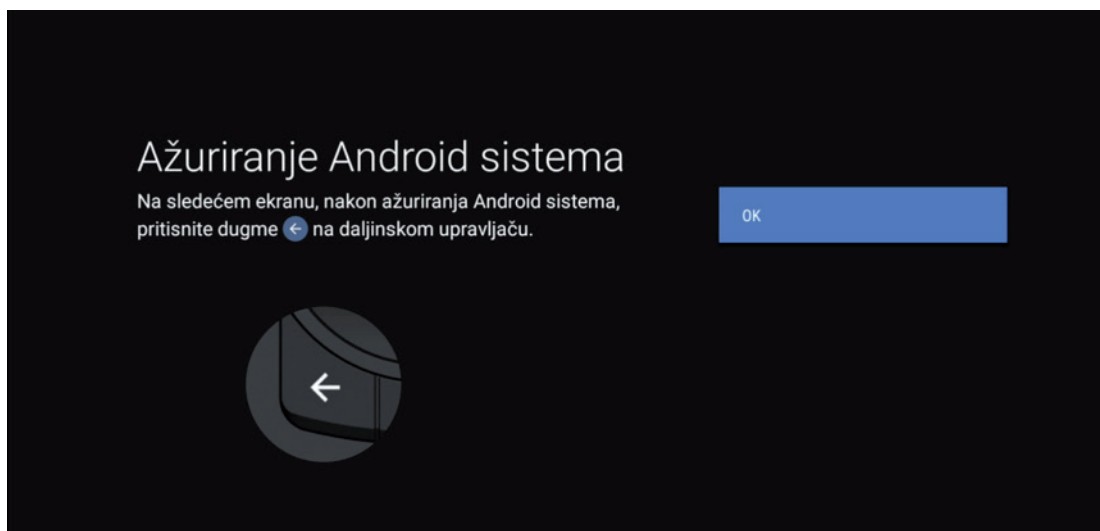 Ažuriranje Android sistema
Na sledećem ekranu, nakon ažuriranja Android sistema,
pritisnite dugme ← na daljinskom upravljaču.
OK